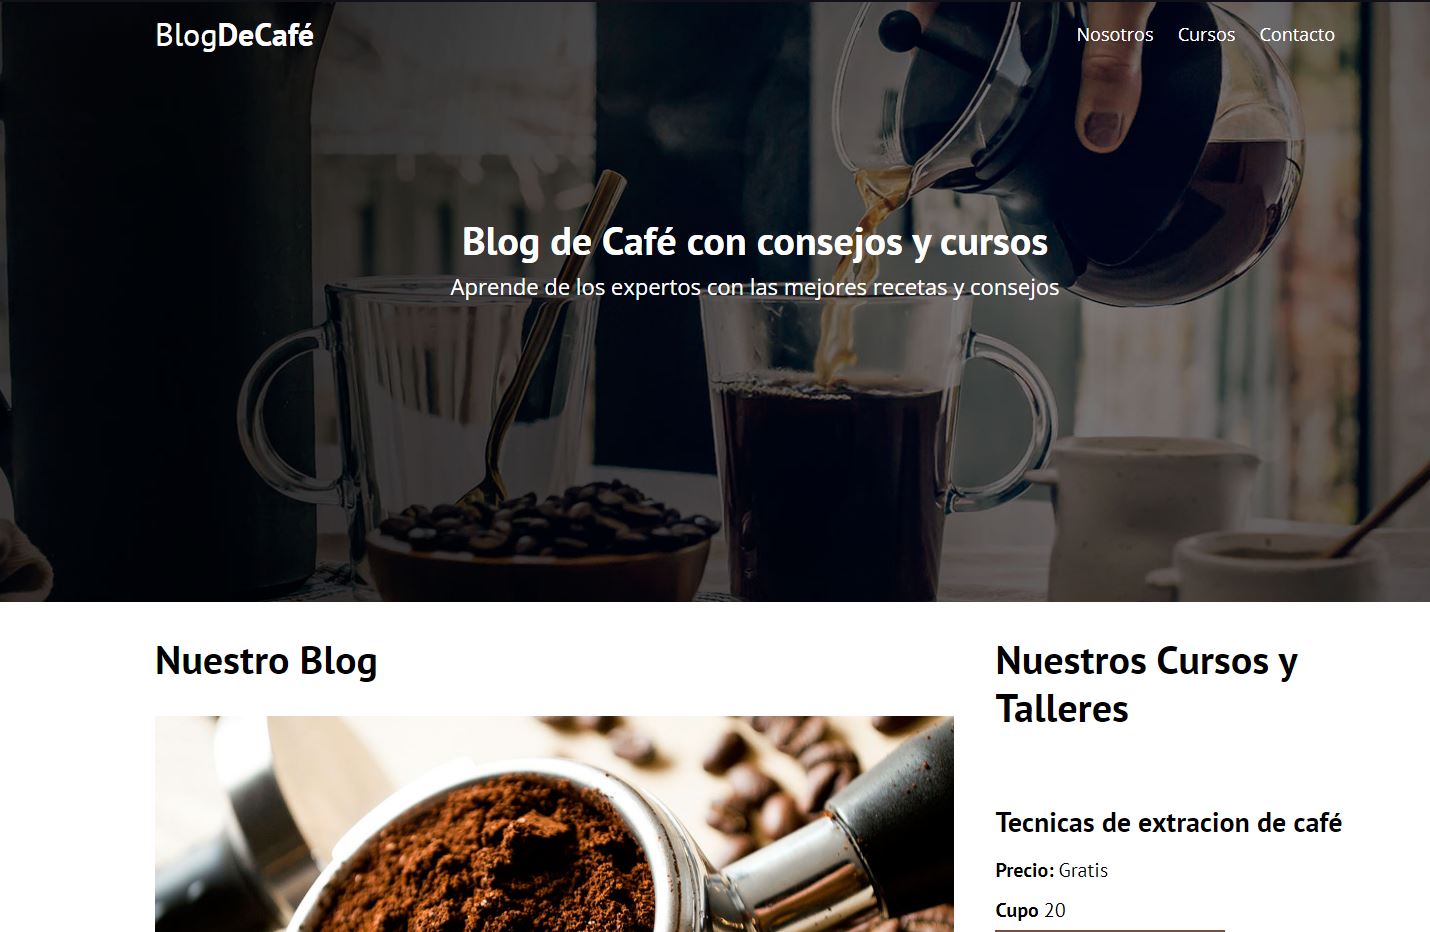 BlogDeCafé
Nosotros Cursos Contacto
Blog de Café con consejos y cursos
Aprende de los expertos con las mejores recetas y consejos
Nuestro Blog
Nuestros Cursos y
Talleres
Tecnicas de extracion de café
Precio: Gratis
Cupo 20